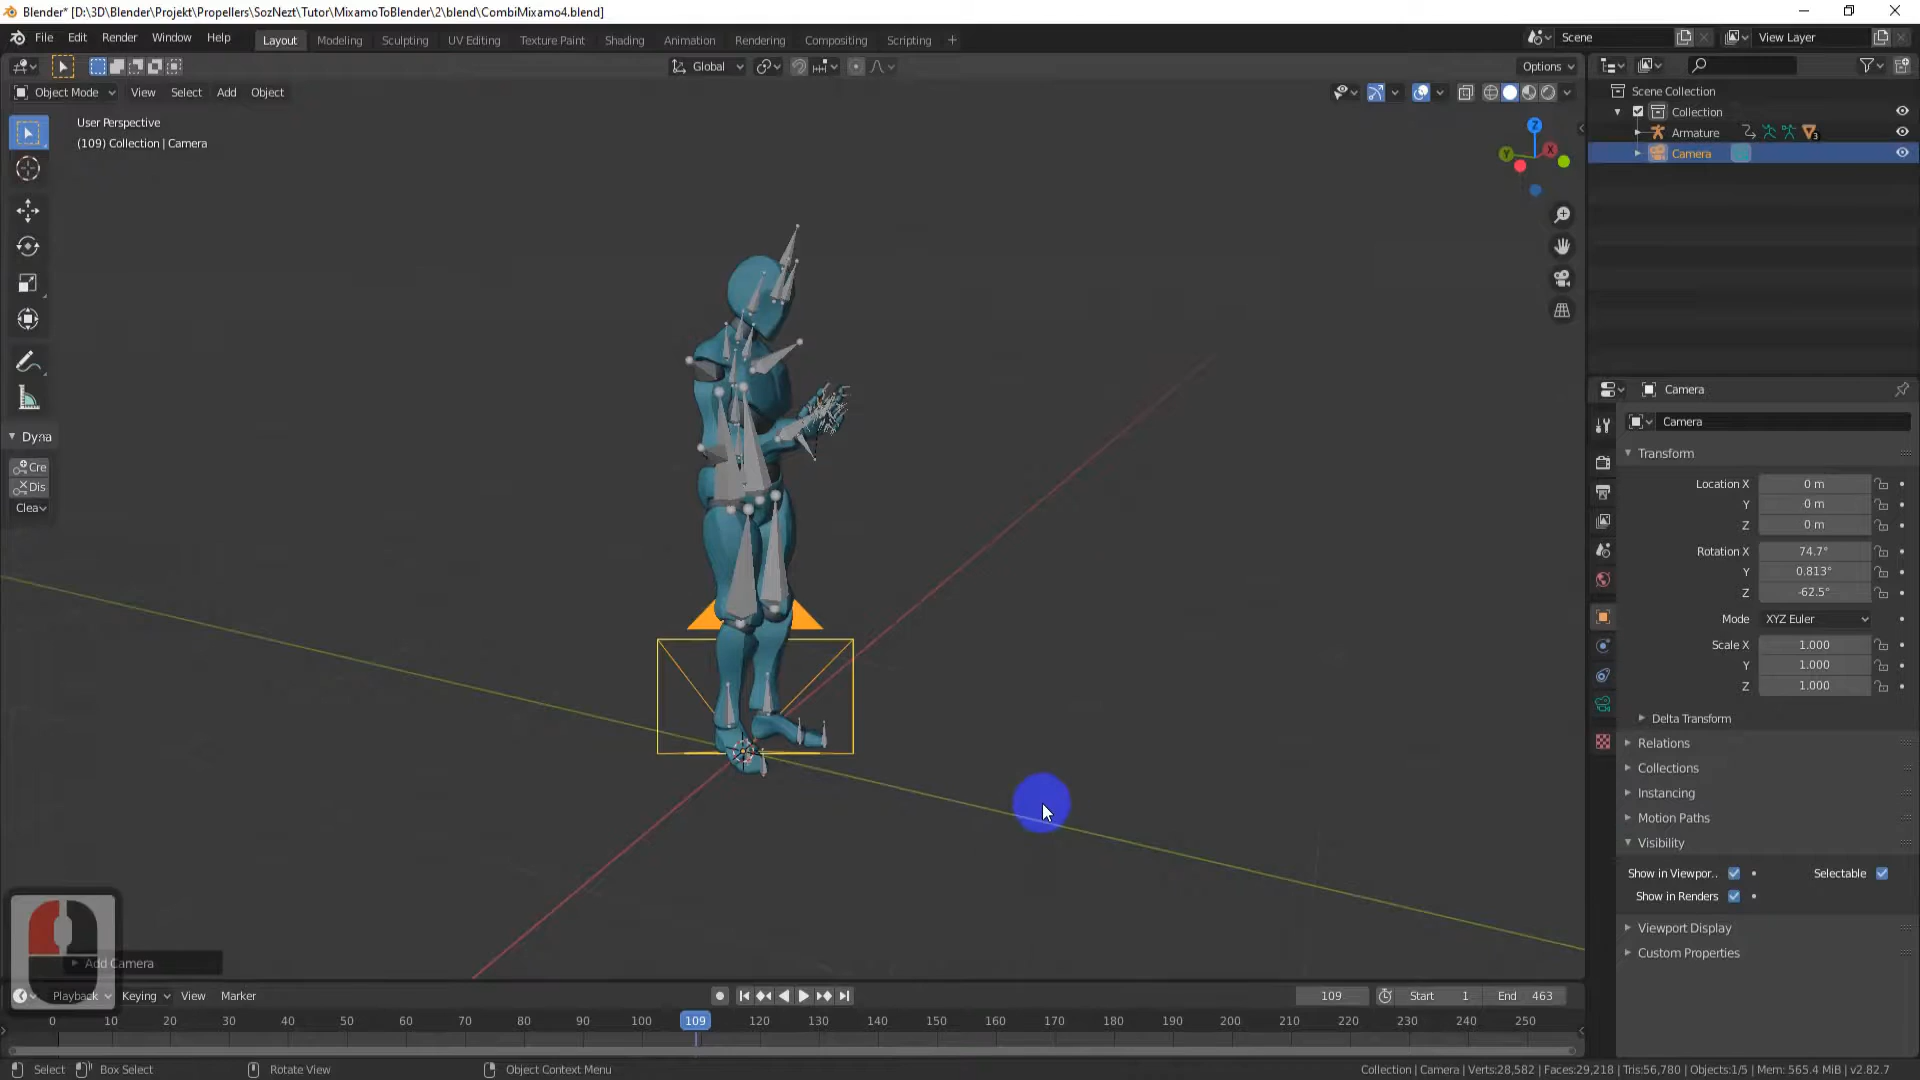 Blender* [D:\3D\Blender\Projekt\Propellers\SozNezt\Tutor\MixamoToBlender\2\blend\CombiMixamo4.blend]
File Edit Render Window Help
Layout Modeling Sculpting UV Editing Texture Paint Shading Animation Rendering Compositing Scripting +
Scene
View Layer
Global
Options
Object Mode View Select Add Object
User Perspective
(109) Collection | Camera
Z
Y
X
Scene Collection
Collection
Armature
3
Camera
Dyna
Cre
Dis
Clea
Camera
Camera
Transform
Location X 0 m
Y 0 m
Z 0 m
Rotation X 74.7°
Y 0.813°
Z -62.5°
Mode XYZ Euler
Scale X 1.000
Y 1.000
Z 1.000
Delta Transform
Relations
Collections
Instancing
Motion Paths
Visibility
Show in Viewpor.. Selectable
Show in Renders
Viewport Display
Custom Properties
Add Camera
Playback Keying View Marker
109 Start 1 End 463
0 10 20 30 40 50 60 70 80 90 100 109 120 130 140 150 160 170 180 190 200 210 220 230 240 250
Select Box Select Rotate View Object Context Menu
Collection | Camera | Verts:28,582 | Faces:29,218 | Tris:56,780 | Objects:1/5 | Mem: 565.4 MiB | v2.82.7